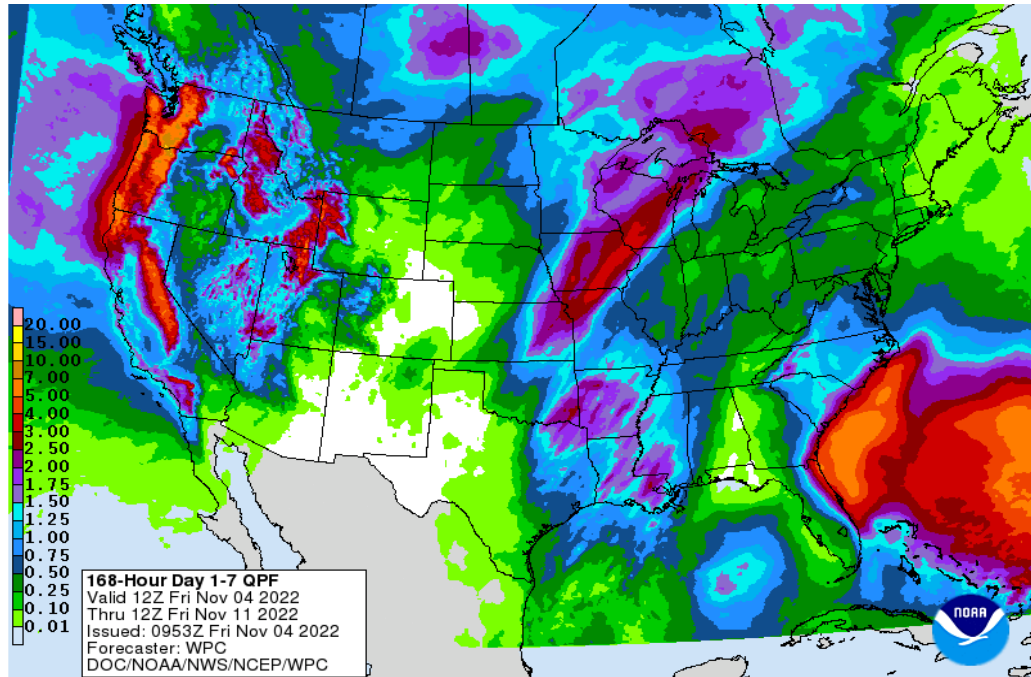 20.00
15.00
10.00
7.00
5.00
4.00
3.00
2.50
2.00
1.75
1.50
1.25
1.00
0.75
0.50
0.25
0.10
0.01
168-Hour Day 1-7 QPF
Valid 12Z Fri Nov 04 2022
Thru 12Z Fri Nov 11 2022
Issued: 0953Z Fri Nov 04 2022
Forecaster: WPC
DOC/NOAA/NWS/NCEP/WPC
NOAA